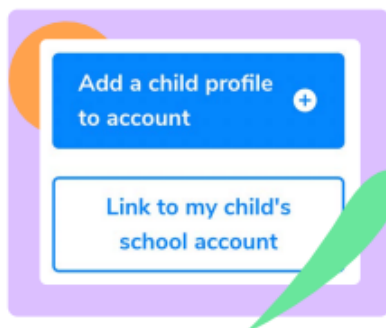 Add a child profile
to account
Link to my child's
school account